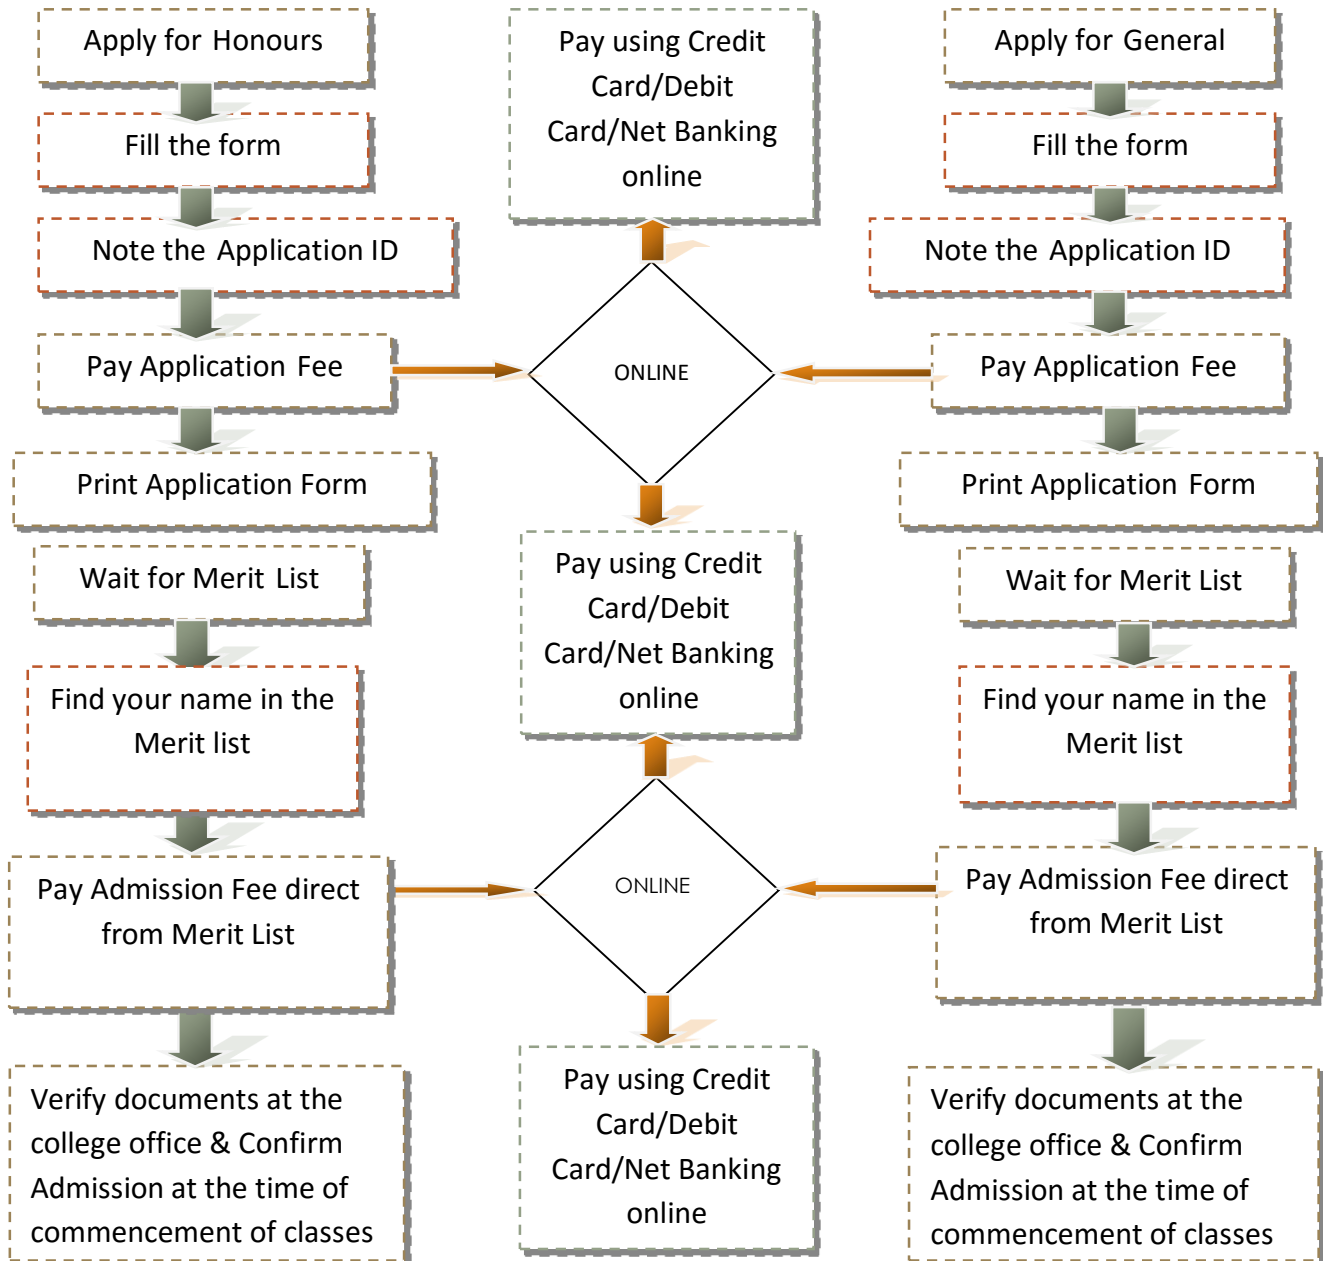 Apply for Honours
Fill the form
Note the Application ID
Pay Application Fee
Print Application Form
Wait for Merit List
Find your name in the
Merit list
Pay Admission Fee direct
from Merit List
Verify documents at the
college office & Confirm
Admission at the time of
commencement of classes
Pay using Credit
Card/Debit
Card/Net Banking
online
ONLINE
Pay using Credit
Card/Debit
Card/Net Banking
online
ONLINE
Pay using Credit
Card/Debit
Card/Net Banking
online
Apply for General
Fill the form
Note the Application ID
Pay Application Fee
Print Application Form
Wait for Merit List
Find your name in the
Merit list
Pay Admission Fee direct
from Merit List
Verify documents at the
college office & Confirm
Admission at the time of
commencement of classes